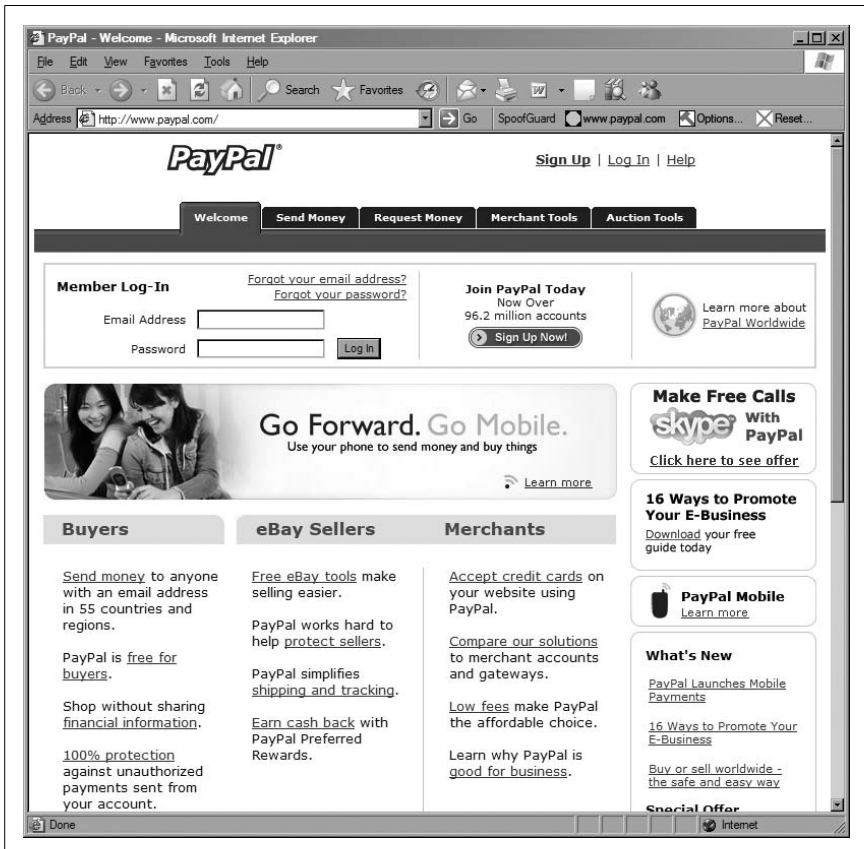 PayPal - Welcome - Microsoft Internet Explorer
File Edit View Favorites Tools Help
Back Search Favorites
Address http://www.paypal.com/ Go SpoofGuard www.paypal.com Options... Reset...
PayPal®
Sign Up | Log In | Help
Welcome Send Money Request Money Merchant Tools Auction Tools
Member Log-In
Forgot your email address?
Forgot your password?
Email Address
Password
Log In
Join PayPal Today
Now Over
96.2 million accounts
Sign Up Now!
Learn more about
PayPal Worldwide
Go Forward. Go Mobile.
Use your phone to send money and buy things
Learn more
Make Free Calls
skype With
PayPal
Click here to see offer
16 Ways to Promote
Your E-Business
Download your free
guide today
PayPal Mobile
Learn more
What's New
PayPal Launches Mobile
Payments
16 Ways to Promote Your
E-Business
Buy or sell worldwide -
the safe and easy way
Special Offer
Buyers
Send money to anyone
with an email address
in 55 countries and
regions.
PayPal is free for
buyers.
Shop without sharing
financial information.
100% protection
against unauthorized
payments sent from
your account.
eBay Sellers
Free eBay tools make
selling easier.
PayPal works hard to
help protect sellers.
PayPal simplifies
shipping and tracking.
Earn cash back with
PayPal Preferred
Rewards.
Merchants
Accept credit cards on
your website using
PayPal.
Compare our solutions
to merchant accounts
and gateways.
Low fees make PayPal
the affordable choice.
Learn why PayPal is
good for business.
Done Internet